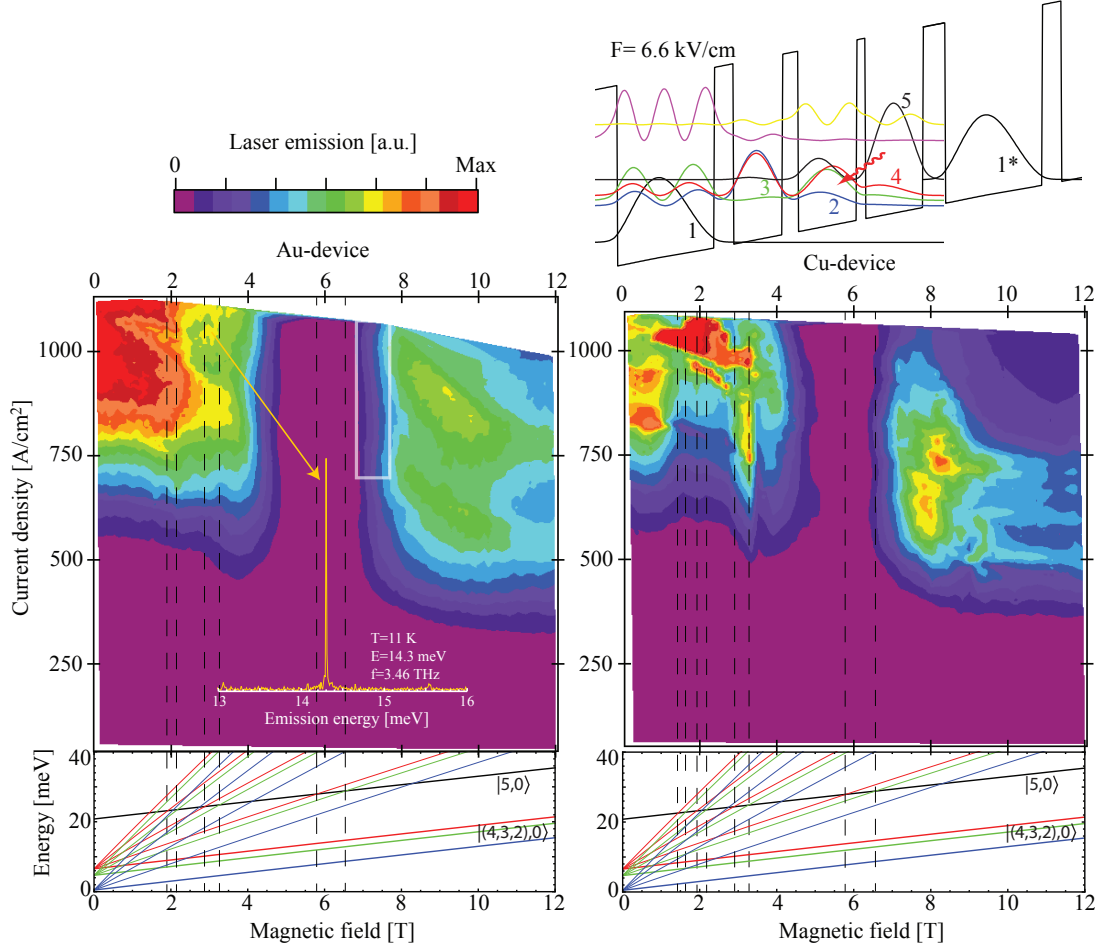 F= 6.6 kV/cm
5
1*
4
3
2
1
Laser emission [a.u.]
0 Max
Au-device
0 2 4 6 8 10 12
Cu-device
0 2 4 6 8 10 12
Current density [A/cm²]
1000
750
500
250
T=11 K
E=14.3 meV
f=3.46 THz
13 14 15 16
Emission energy [meV]
1000
750
500
250
Energy [meV]
40
20
0
|5,0⟩
|(4,3,2),0⟩
0 2 4 6 8 10 12
Magnetic field [T]
40
20
0
|5,0⟩
|(4,3,2),0⟩
0 2 4 6 8 10 12
Magnetic field [T]